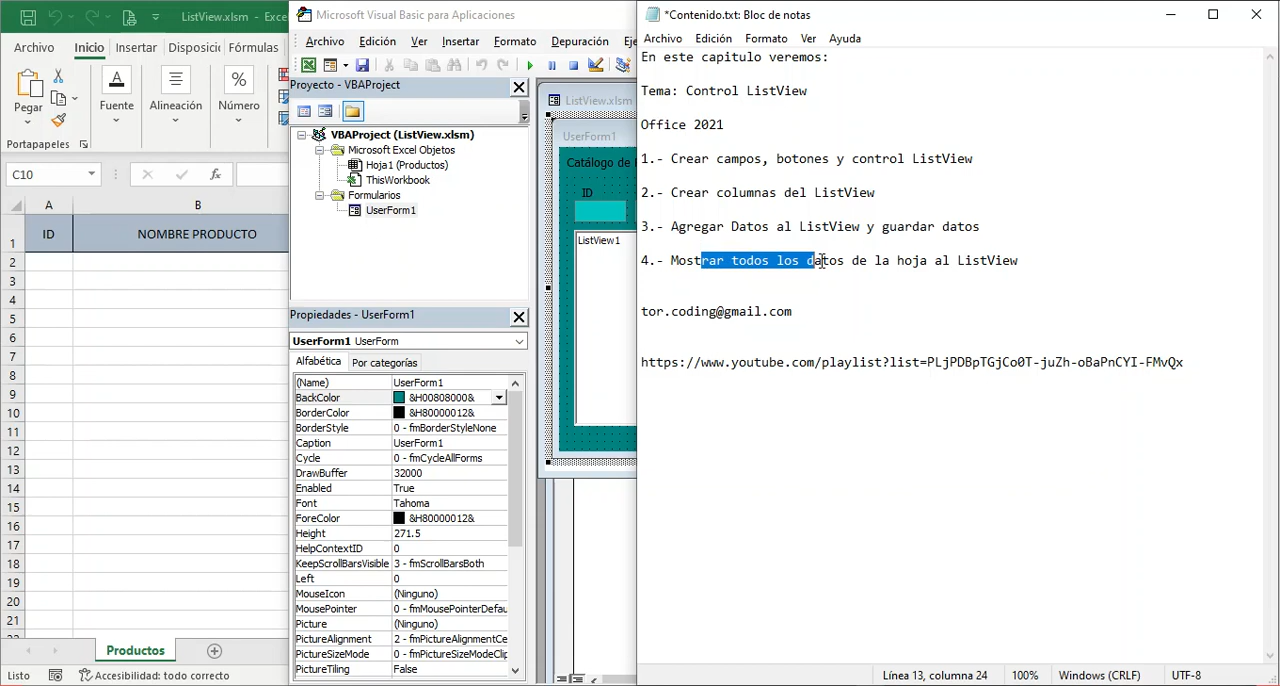 ListView.xlsm - Excel
Archivo Inicio Insertar Disposició Fórmulas
Pegar
Fuente
Alineación
Número
Portapapeles
C10
fx
A B
1 ID NOMBRE PRODUCTO
2
3
4
5
6
7
8
9
10
11
12
13
14
15
16
17
18
19
20
21
Productos
Listo
Accesibilidad: todo correcto
Microsoft Visual Basic para Aplicaciones
Archivo Edición Ver Insertar Formato Depuración Eje
Proyecto - VBAProject
VBAProject (ListView.xlsm)
Microsoft Excel Objetos
Hoja1 (Productos)
ThisWorkbook
Formularios
UserForm1
Propiedades - UserForm1
UserForm1 UserForm
Alfabética Por categorías
(Name) UserForm1
BackColor &H00808000&
BorderColor &H80000012&
BorderStyle 0 - fmBorderStyleNone
Caption UserForm1
Cycle 0 - fmCycleAllForms
DrawBuffer 32000
Enabled True
Font Tahoma
ForeColor &H80000012&
Height 271.5
HelpContextID 0
KeepScrollBarsVisible 3 - fmScrollBarsBoth
Left 0
MouseIcon (Ninguno)
MousePointer 0 - fmMousePointerDefau
Picture (Ninguno)
PictureAlignment 2 - fmPictureAlignmentCe
PictureSizeMode 0 - fmPictureSizeModeClip
PictureTiling False
ListView.xlsm
UserForm1
Catálogo de
ID
ListView1
*Contenido.txt: Bloc de notas
Archivo Edición Formato Ver Ayuda
En este capitulo veremos:
Tema: Control ListView
Office 2021
1.- Crear campos, botones y control ListView
2.- Crear columnas del ListView
3.- Agregar Datos al ListView y guardar datos
4.- Mostrar todos los datos de la hoja al ListView
tor.coding@gmail.com
https://www.youtube.com/playlist?list=PLjPDBpTGjCo0T-juZh-oBaPnCYI-FMvQx
Línea 13, columna 24 100% Windows (CRLF) UTF-8